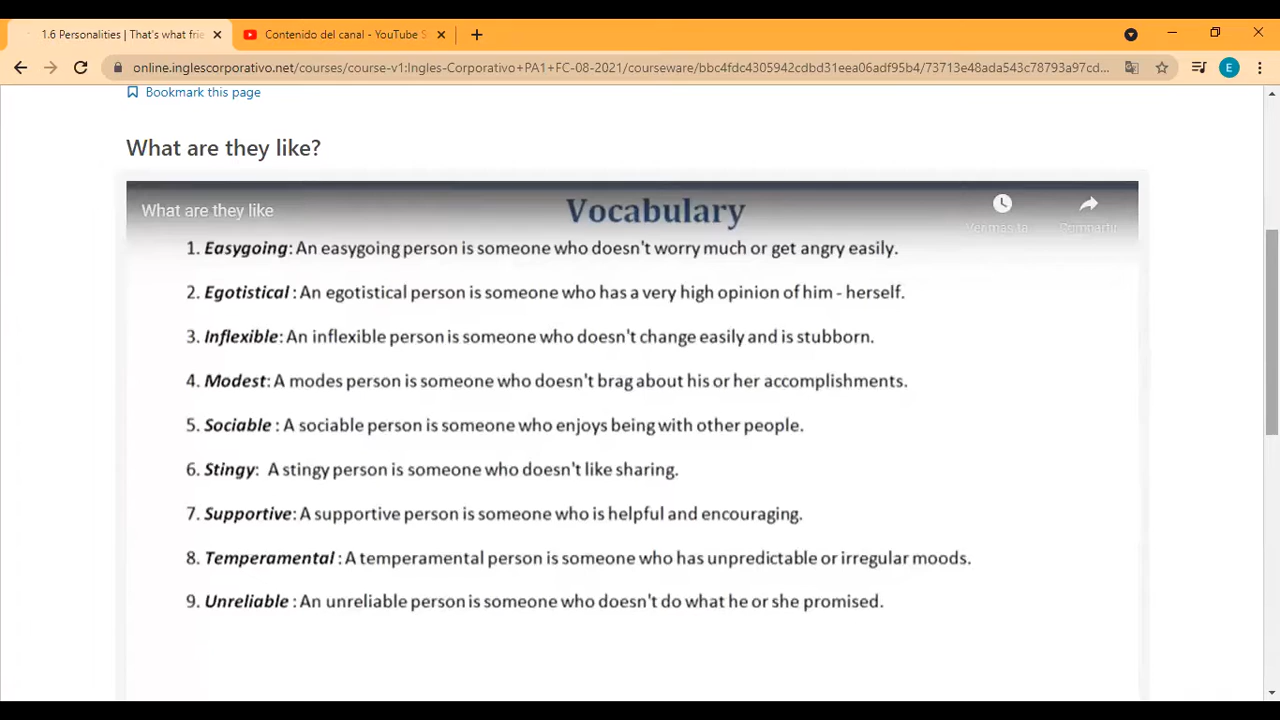 1.6 Personalities | That's what frie
Contenido del canal - YouTube S
online.inglescorporativo.net/courses/course-v1:Ingles-Corporativo+PA1+FC-08-2021/courseware/bbc4fdc4305942cdbd31eea06adf95b4/73713e48ada543c78793a97cd...
E
Bookmark this page
What are they like?
What are they like
Vocabulary
Ver más ta
Comparti
1. Easygoing: An easygoing person is someone who doesn't worry much or get angry easily.
2. Egotistical : An egotistical person is someone who has a very high opinion of him - herself.
3. Inflexible: An inflexible person is someone who doesn't change easily and is stubborn.
4. Modest: A modes person is someone who doesn't brag about his or her accomplishments.
5. Sociable : A sociable person is someone who enjoys being with other people.
6. Stingy: A stingy person is someone who doesn't like sharing.
7. Supportive: A supportive person is someone who is helpful and encouraging.
8. Temperamental : A temperamental person is someone who has unpredictable or irregular moods.
9. Unreliable : An unreliable person is someone who doesn't do what he or she promised.